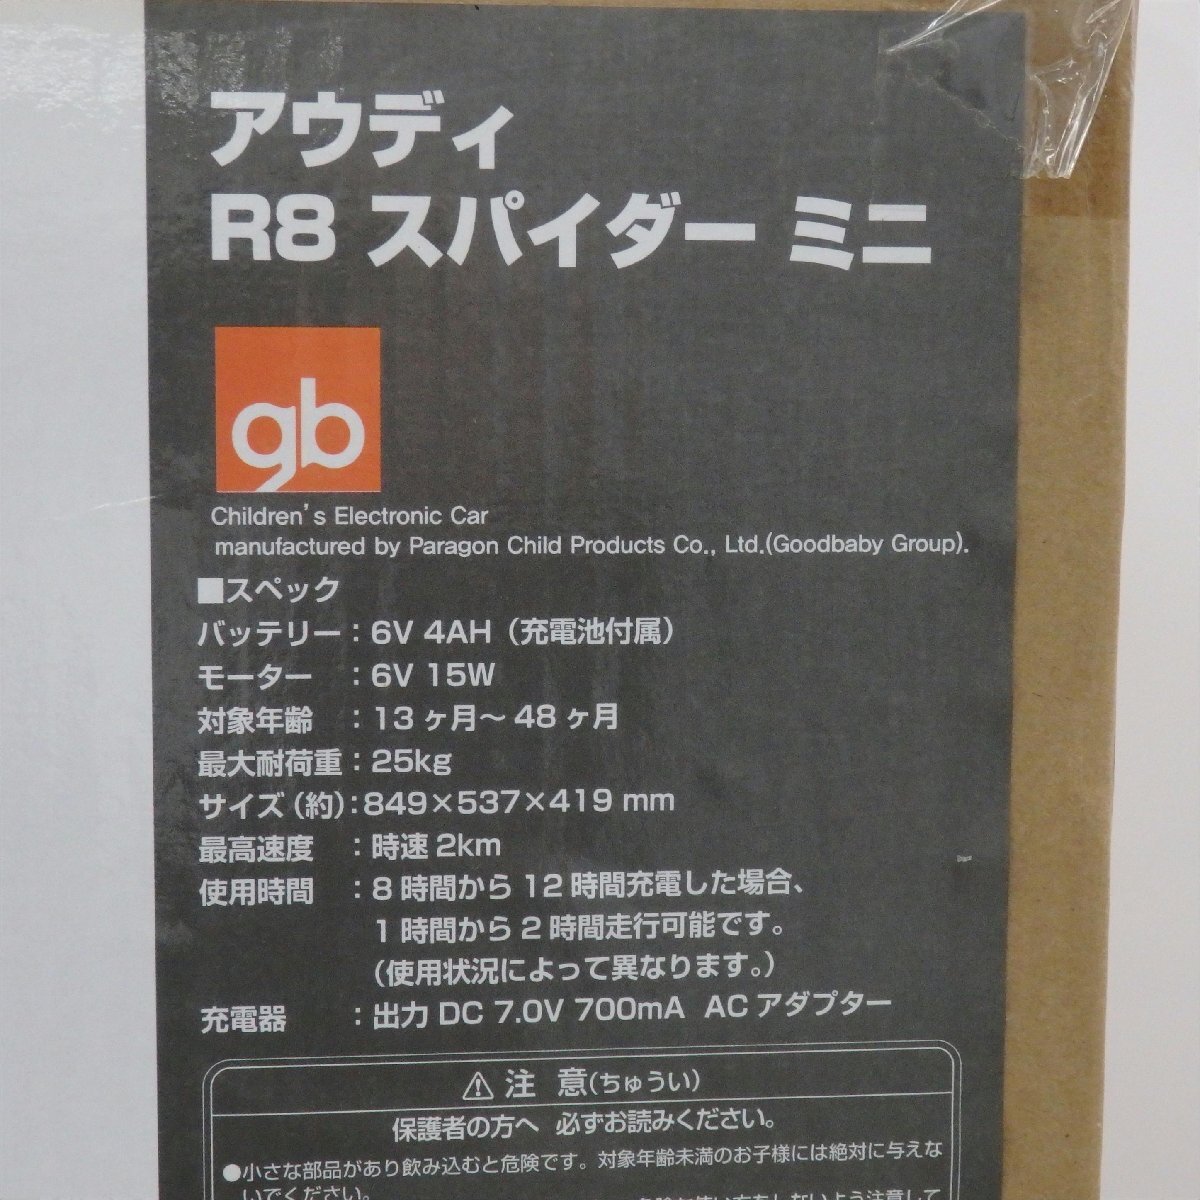 アウディ
R8 スパイダー ミニ
gb
Children's Electronic Car
manufactured by Paragon Child Products Co., Ltd.(Goodbaby Group).
■スペック
バッテリー：6V 4AH（充電池付属）
モーター ：6V 15W
対象年齢 ：13ヶ月〜48ヶ月
最大耐荷重：25kg
サイズ（約）：849×537×419 mm
最高速度 ：時速2km
使用時間 ：8時間から12時間充電した場合、
1時間から2時間走行可能です。
（使用状況によって異なります。）
充電器 ：出力 DC 7.0V 700mA ACアダプター
⚠ 注 意（ちゅうい）
保護者の方へ 必ずお読みください。
●小さな部品があり飲み込むと危険です。対象年齢未満のお子様には絶対に与えな
いでください。